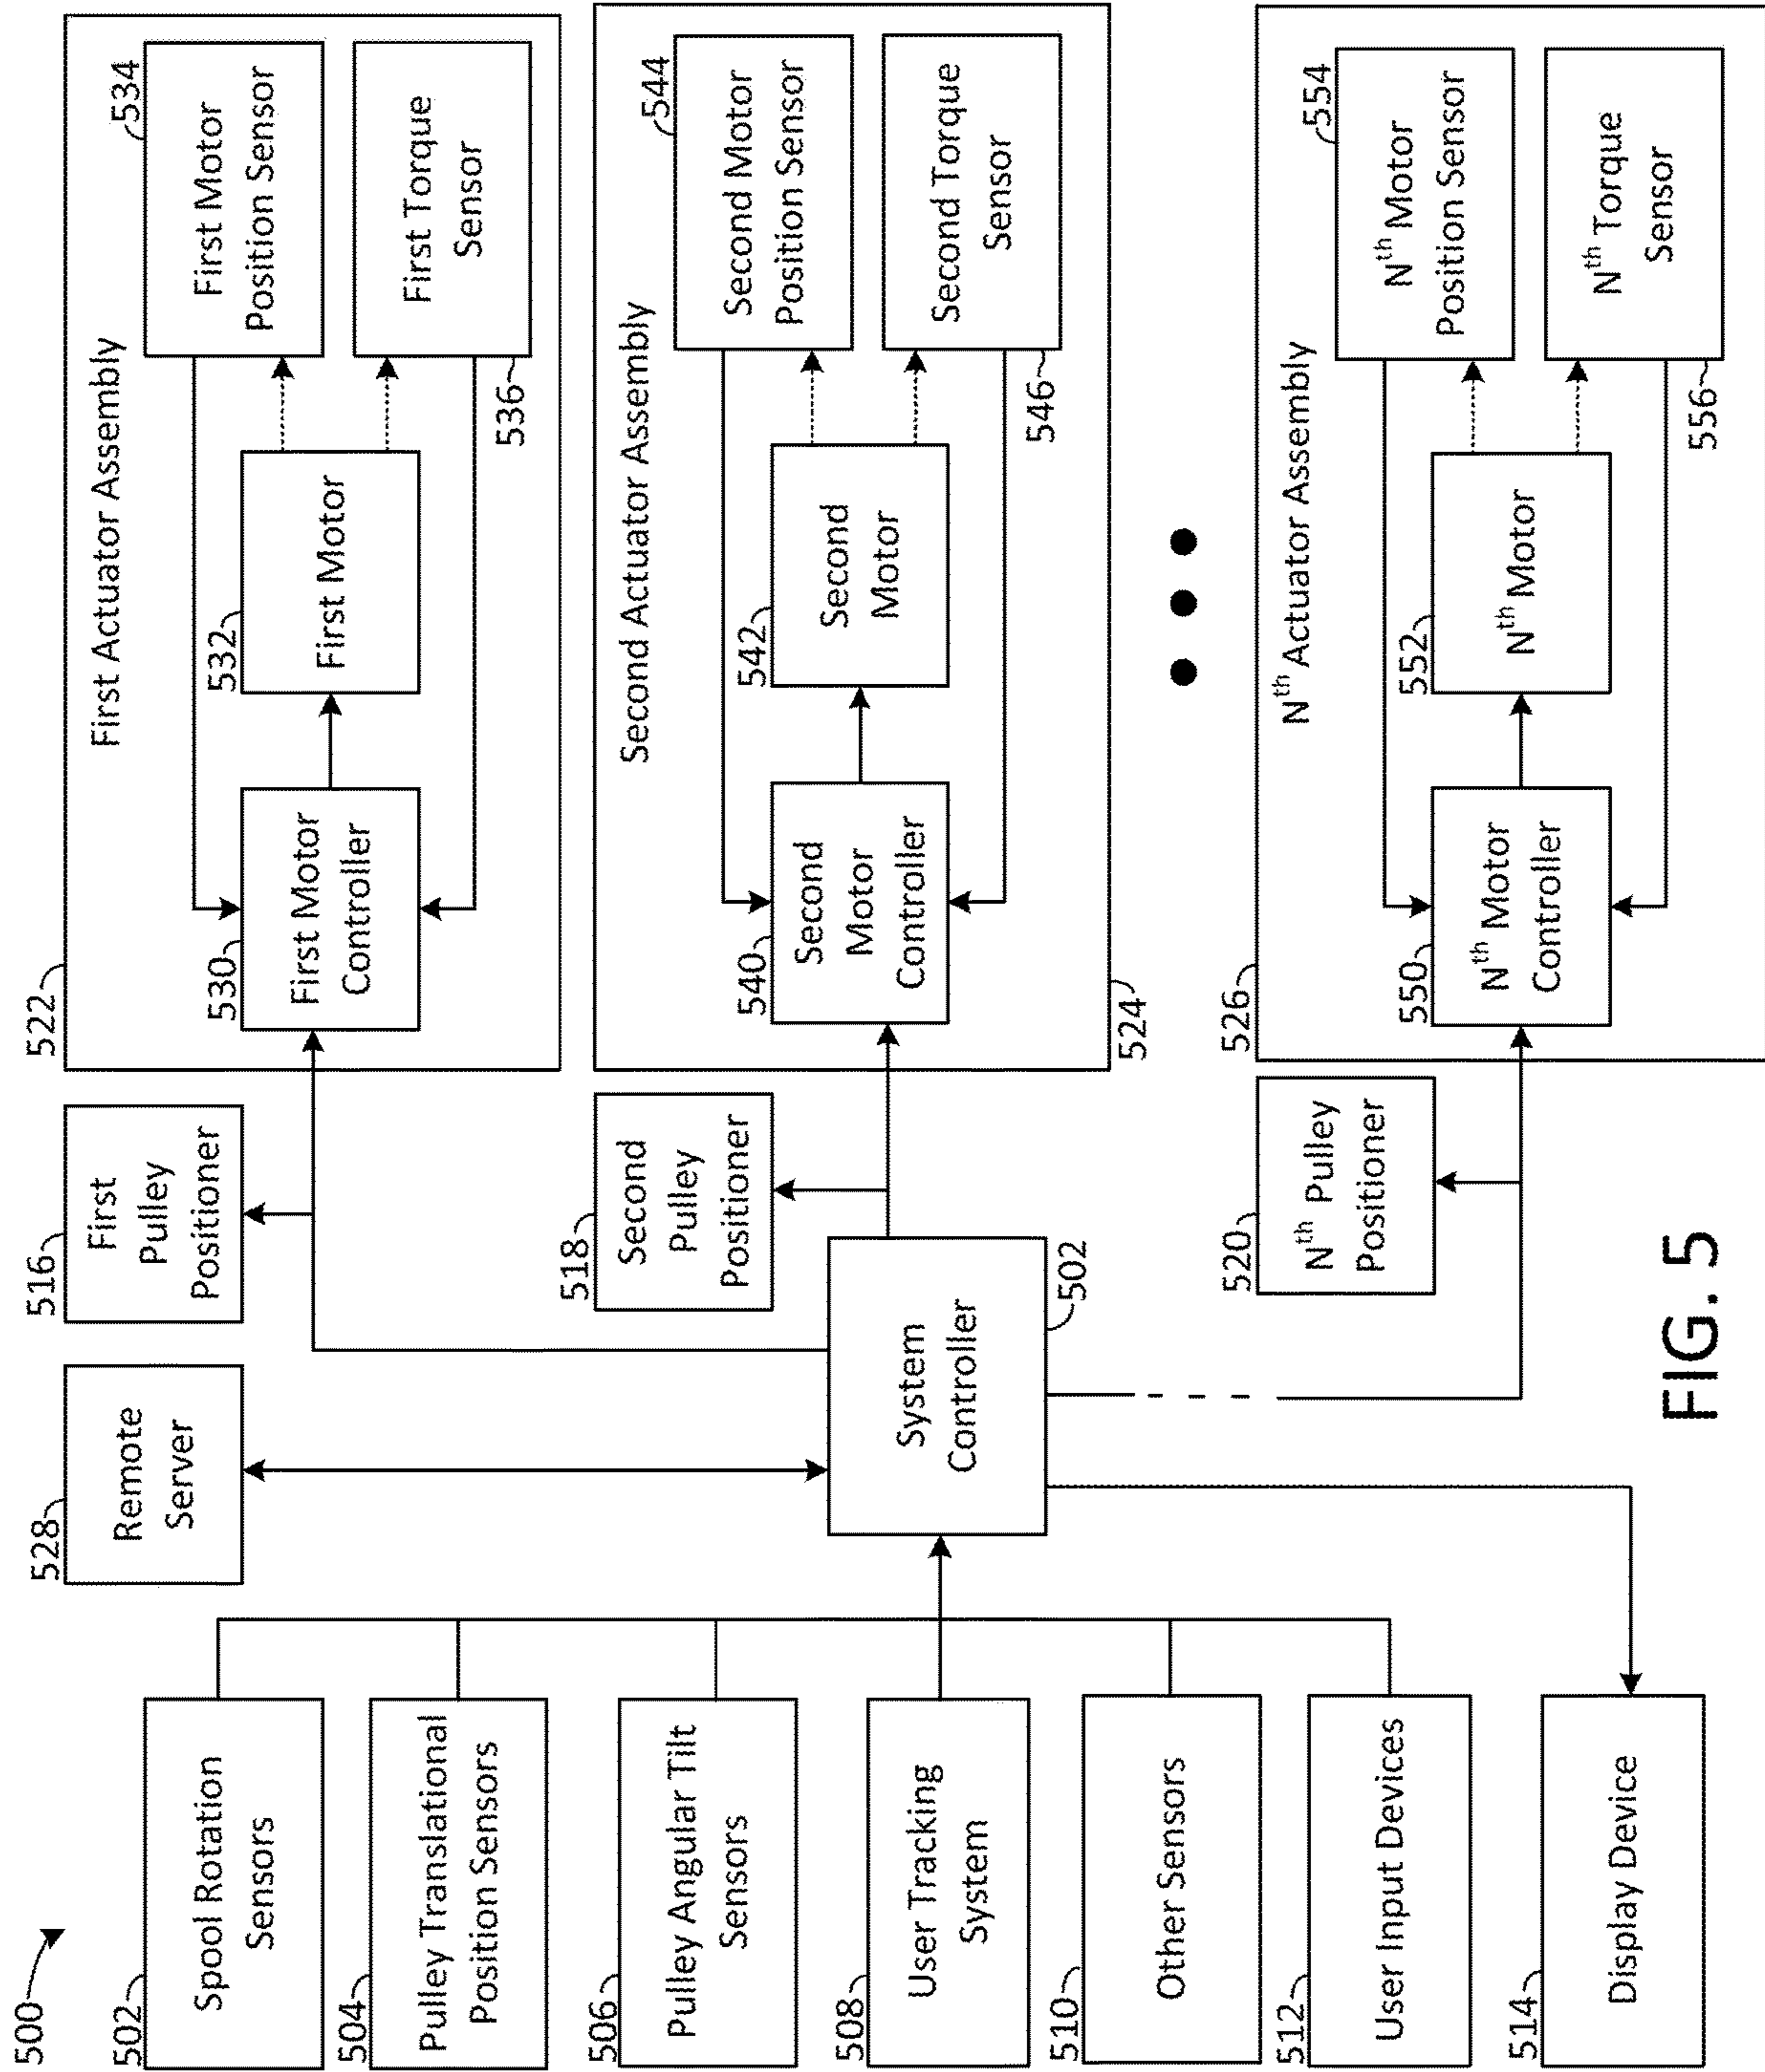 500
502
Spool Rotation
Sensors
504
Pulley Translational
Position Sensors
506
Pulley Angular Tilt
Sensors
508
User Tracking
System
510
Other Sensors
512
User Input Devices
514
Display Device
528
Remote
Server
System
Controller
502
516
First
Pulley
Positioner
518
Second
Pulley
Positioner
520
Nth Pulley
Positioner
522
First Actuator Assembly
530
First Motor
Controller
532
First Motor
534
First Motor
Position Sensor
First Torque
Sensor
536
Second Actuator Assembly
540
Second
Motor
Controller
542
Second
Motor
544
Second Motor
Position Sensor
Second Torque
Sensor
546
524
526
Nth Actuator Assembly
550
Nth Motor
Controller
552
Nth Motor
554
Nth Motor
Position Sensor
Nth Torque
Sensor
556
FIG. 5